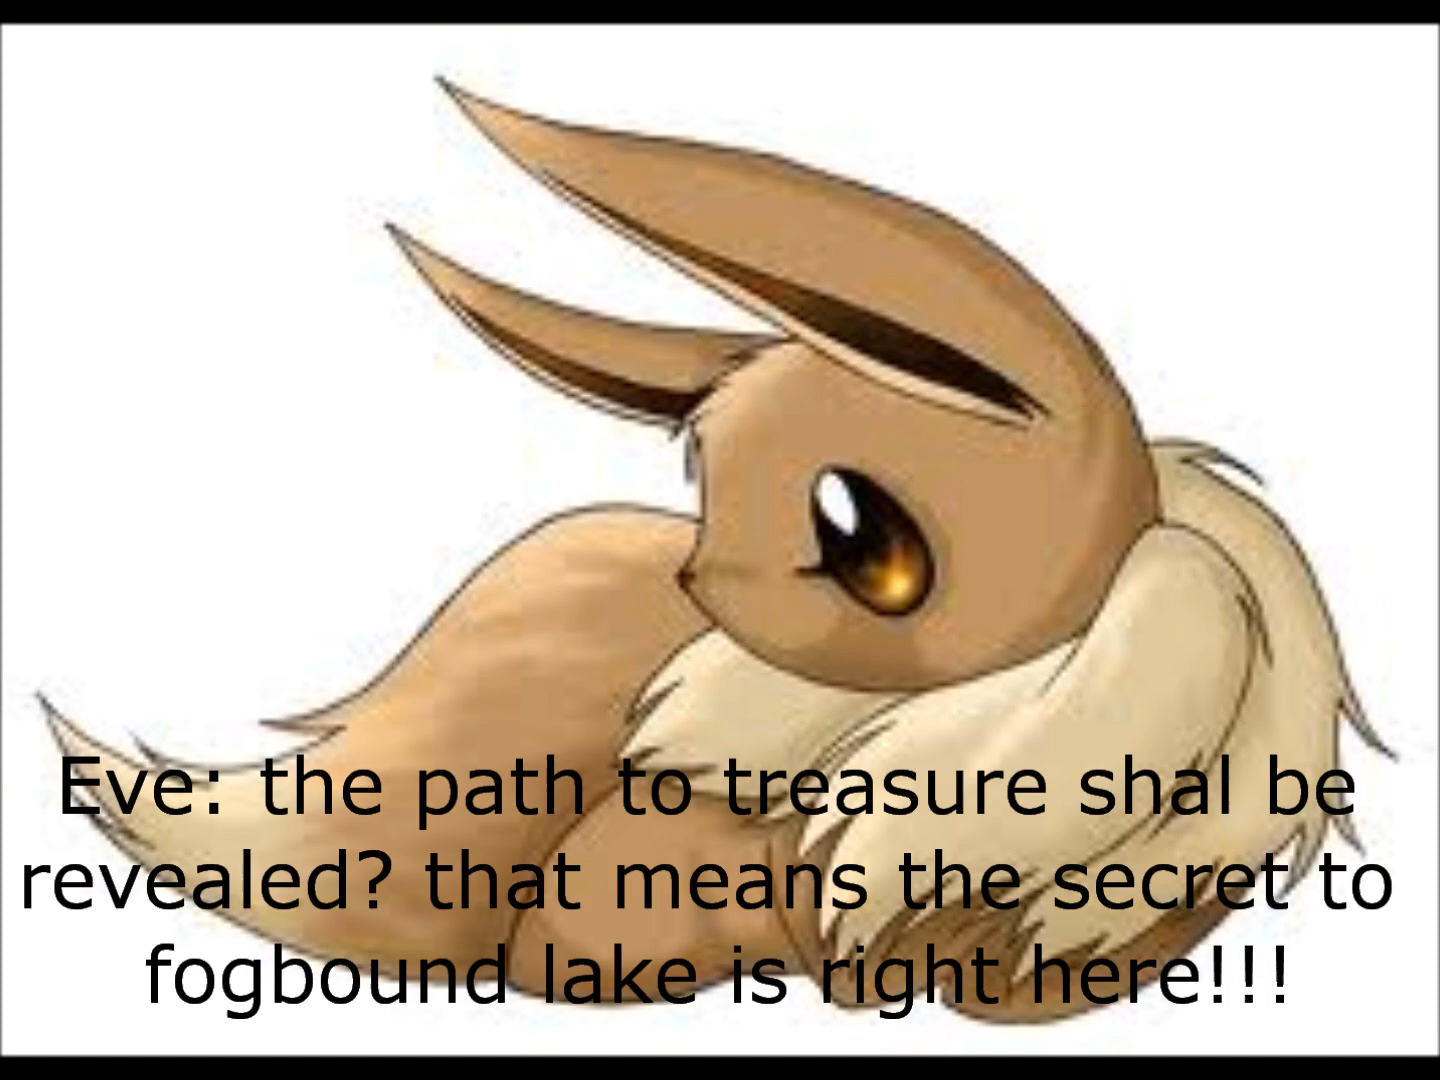 Eve: the path to treasure shal be
revealed? that means the secret to
fogbound lake is right here!!!